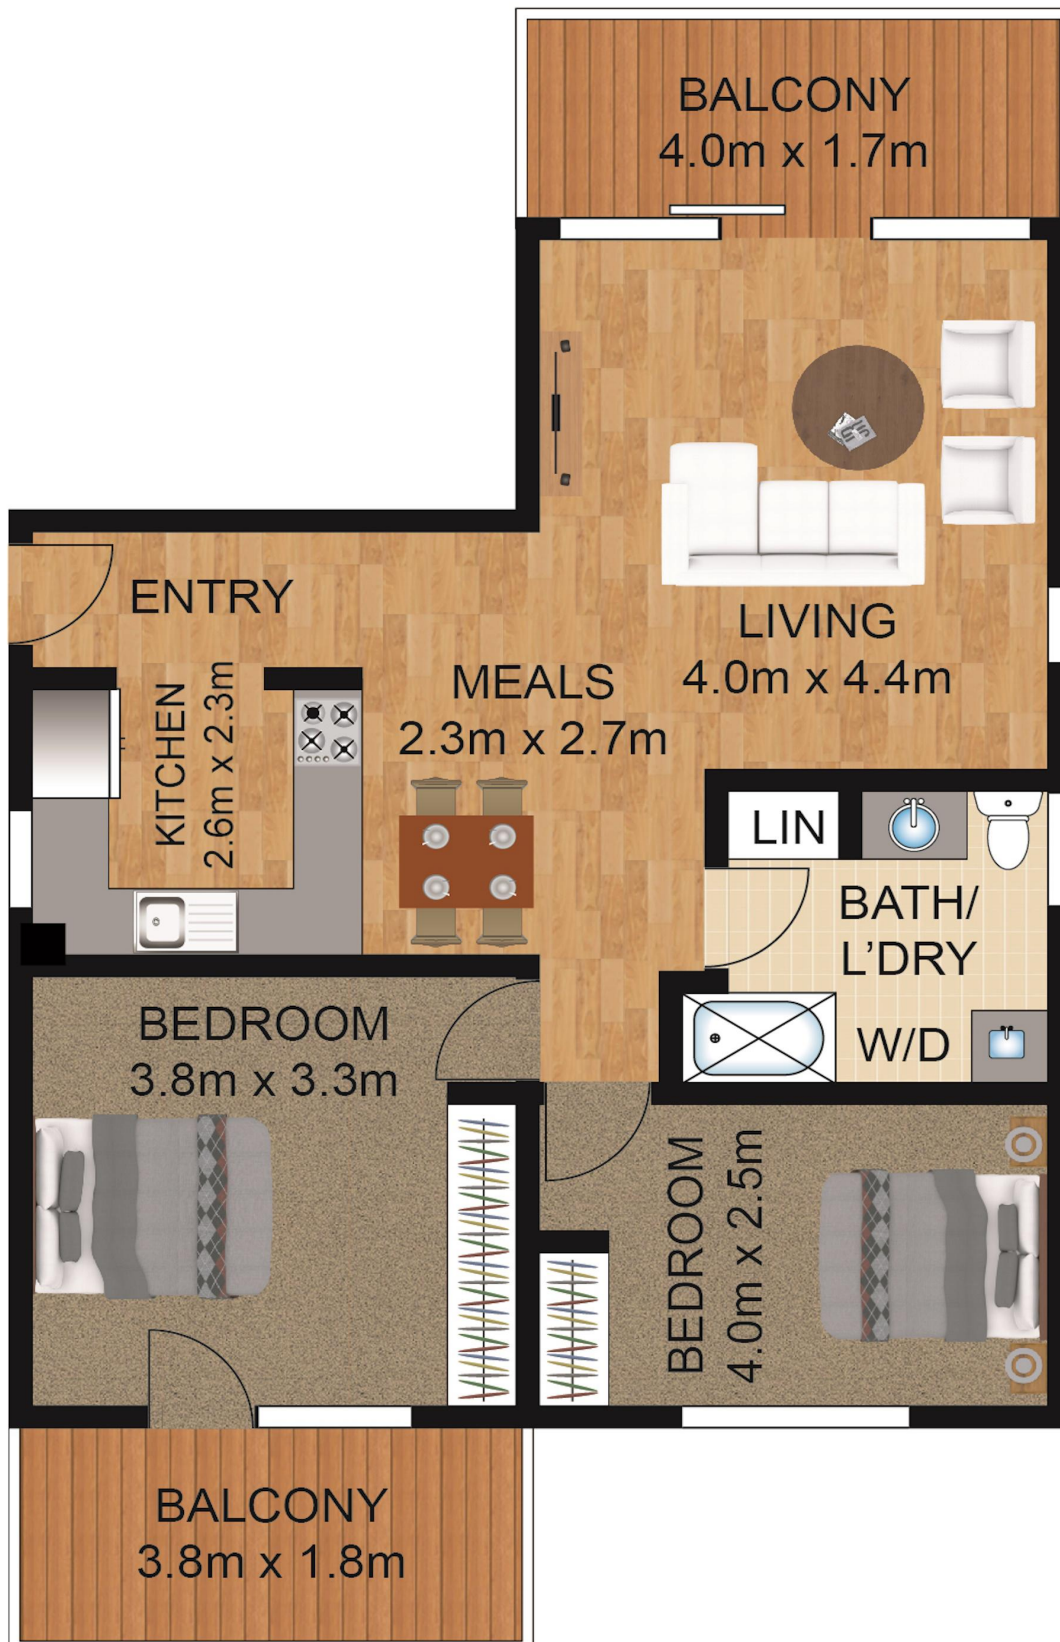 BALCONY
4.0m x 1.7m
ENTRY
LIVING
4.0m x 4.4m
MEALS
2.3m x 2.7m
KITCHEN
2.6m x 2.3m
LIN
BATH/
L'DRY
W/D
BEDROOM
3.8m x 3.3m
BEDROOM
4.0m x 2.5m
BALCONY
3.8m x 1.8m